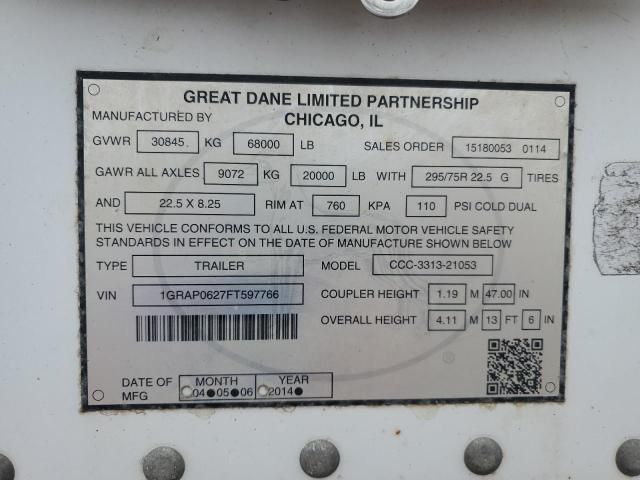 GREAT DANE LIMITED PARTNERSHIP
MANUFACTURED BY CHICAGO, IL
GVWR 30845. KG 68000 LB SALES ORDER 15180053 0114
GAWR ALL AXLES 9072 KG 20000 LB WITH 295/75R 22.5 G TIRES
AND 22.5 X 8.25 RIM AT 760 KPA 110 PSI COLD DUAL
THIS VEHICLE CONFORMS TO ALL U.S. FEDERAL MOTOR VEHICLE SAFETY
STANDARDS IN EFFECT ON THE DATE OF MANUFACTURE SHOWN BELOW
TYPE TRAILER MODEL CCC-3313-21053
VIN 1GRAP0627FT597766 COUPLER HEIGHT 1.19 M 47.00 IN
OVERALL HEIGHT 4.11 M 13 FT 6 IN
DATE OF MONTH YEAR
MFG 04 05 06 2014
®